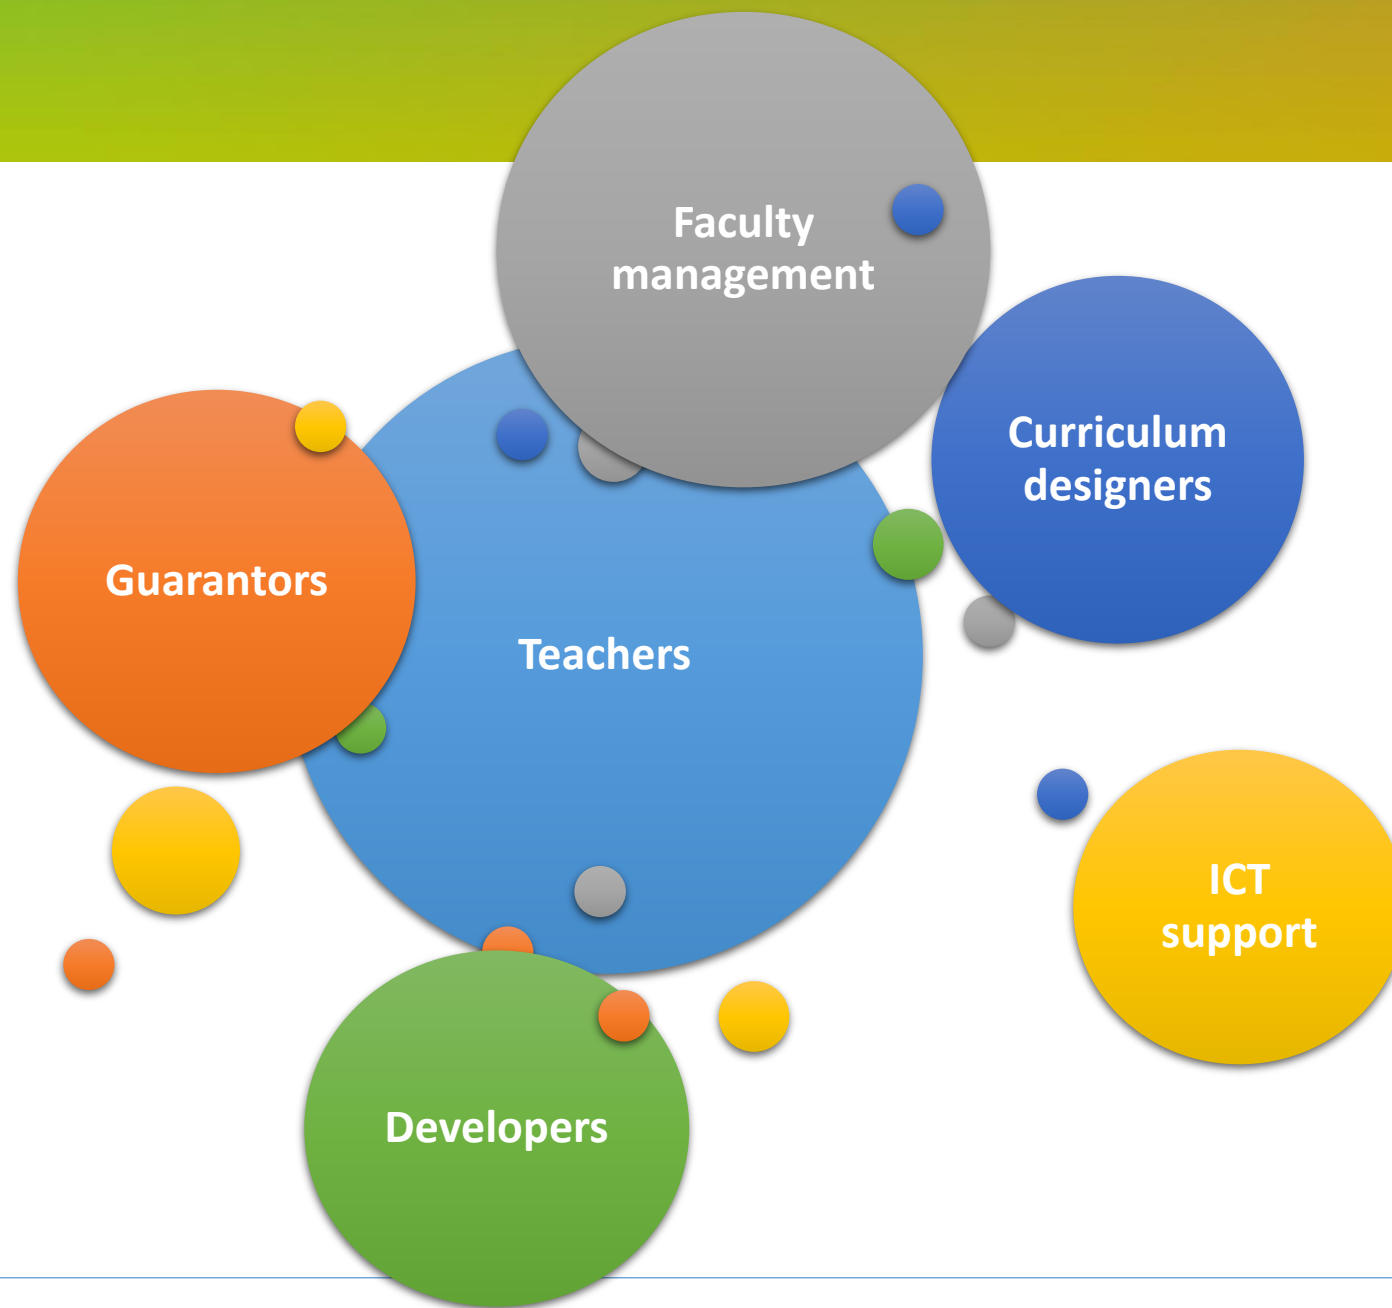 Faculty
management
Curriculum
designers
Guarantors
Teachers
ICT
support
Developers